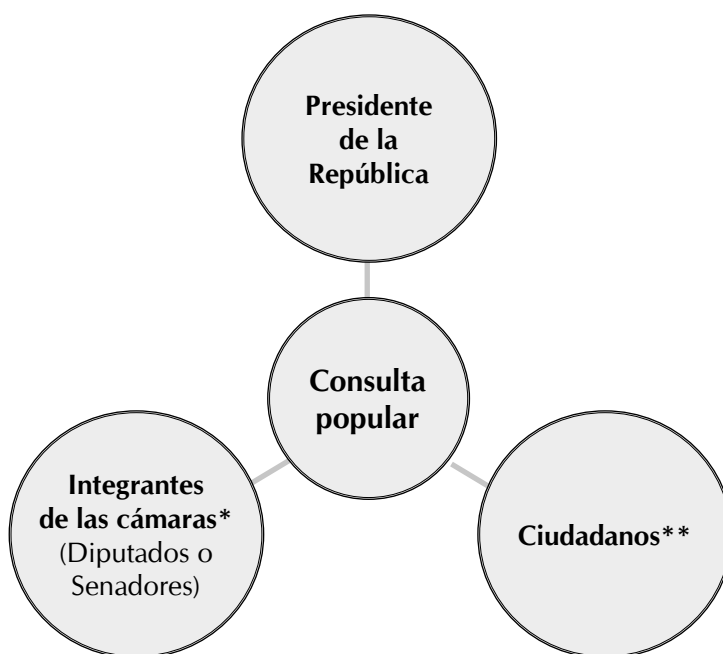 Presidente
de la
República
Consulta
popular
Integrantes
de las cámaras*
(Diputados o
Senadores)
Ciudadanos**